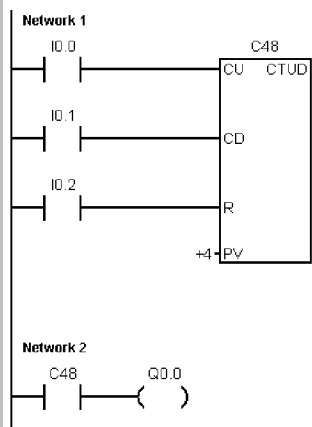 Network 1
I0.0 C48
CU CTUD
I0.1
CD
I0.2
R
+4 PV
Network 2
C48 Q0.0